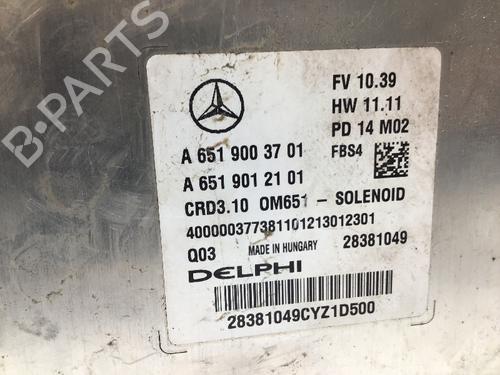 FV 10.39
HW 11.11
PD 14 M02
A 651 900 37 01 FBS4
A 651 901 21 01
CRD3.10 OM651 - SOLENOID
400000377381101213012301
Q03 MADE IN HUNGARY 28381049
DELPHI
28381049CYZ1D500
B-PARTS